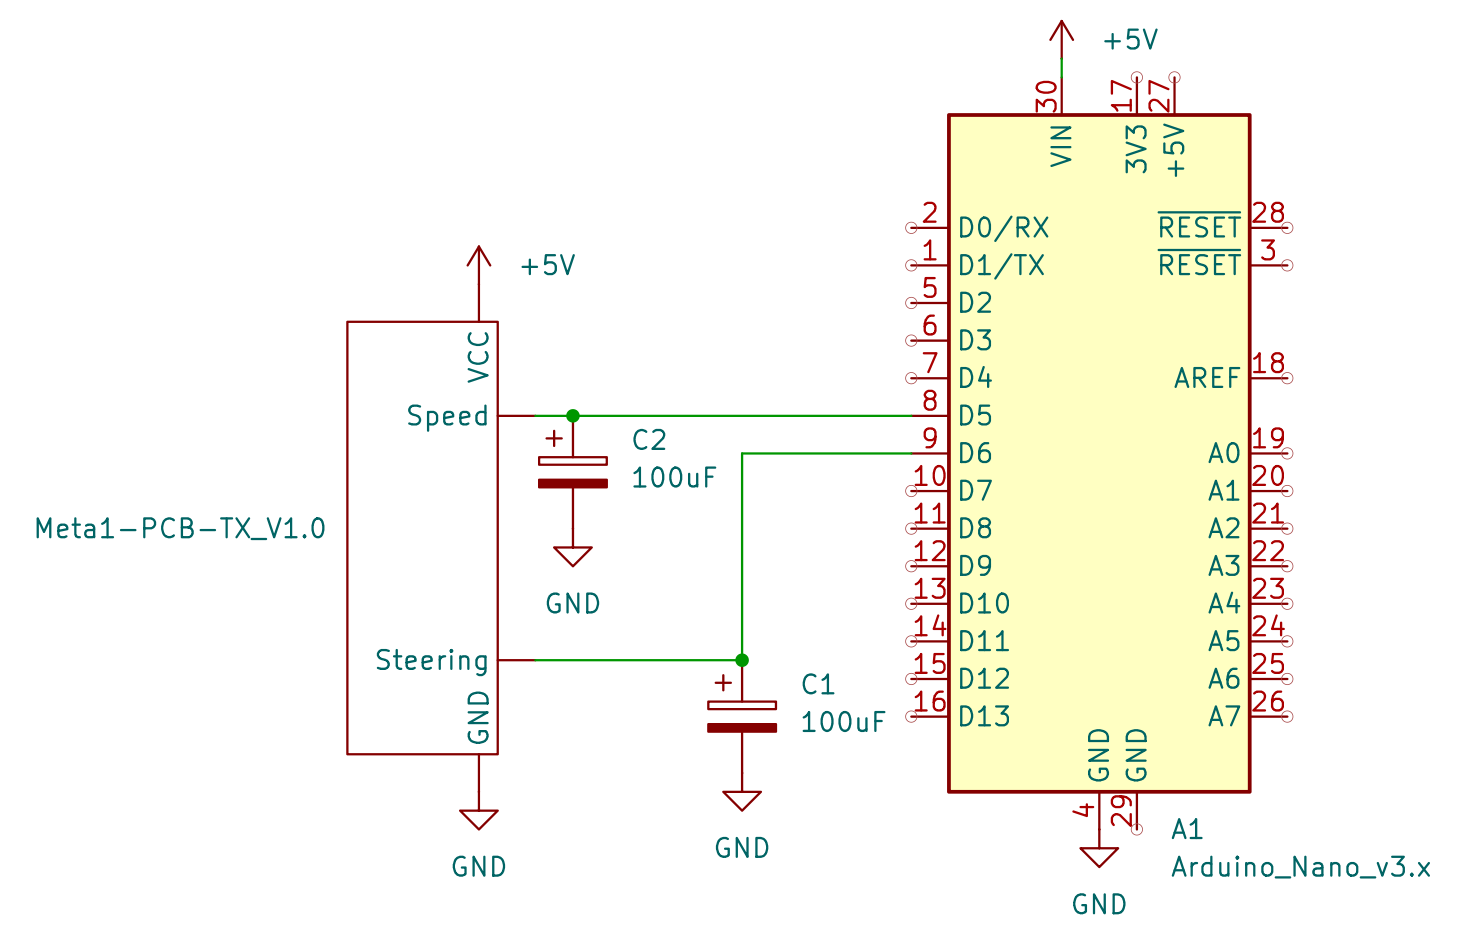 +5V
30
17
27
VIN
3V3
+5V
2
D0/RX
RESET
28
1
D1/TX
RESET
3
+5V
5
D2
6
D3
VCC
7
D4
AREF
18
Speed
8
D5
C2
100uF
9
D6
A0
19
10
D7
A1
20
Meta1-PCB-TX_V1.0
11
D8
A2
21
12
D9
A3
22
GND
13
D10
A4
23
14
D11
A5
24
Steering
15
D12
A6
25
C1
100uF
16
D13
A7
26
GND
GND
GND
4
29
A1
Arduino_Nano_v3.x
GND
GND
GND